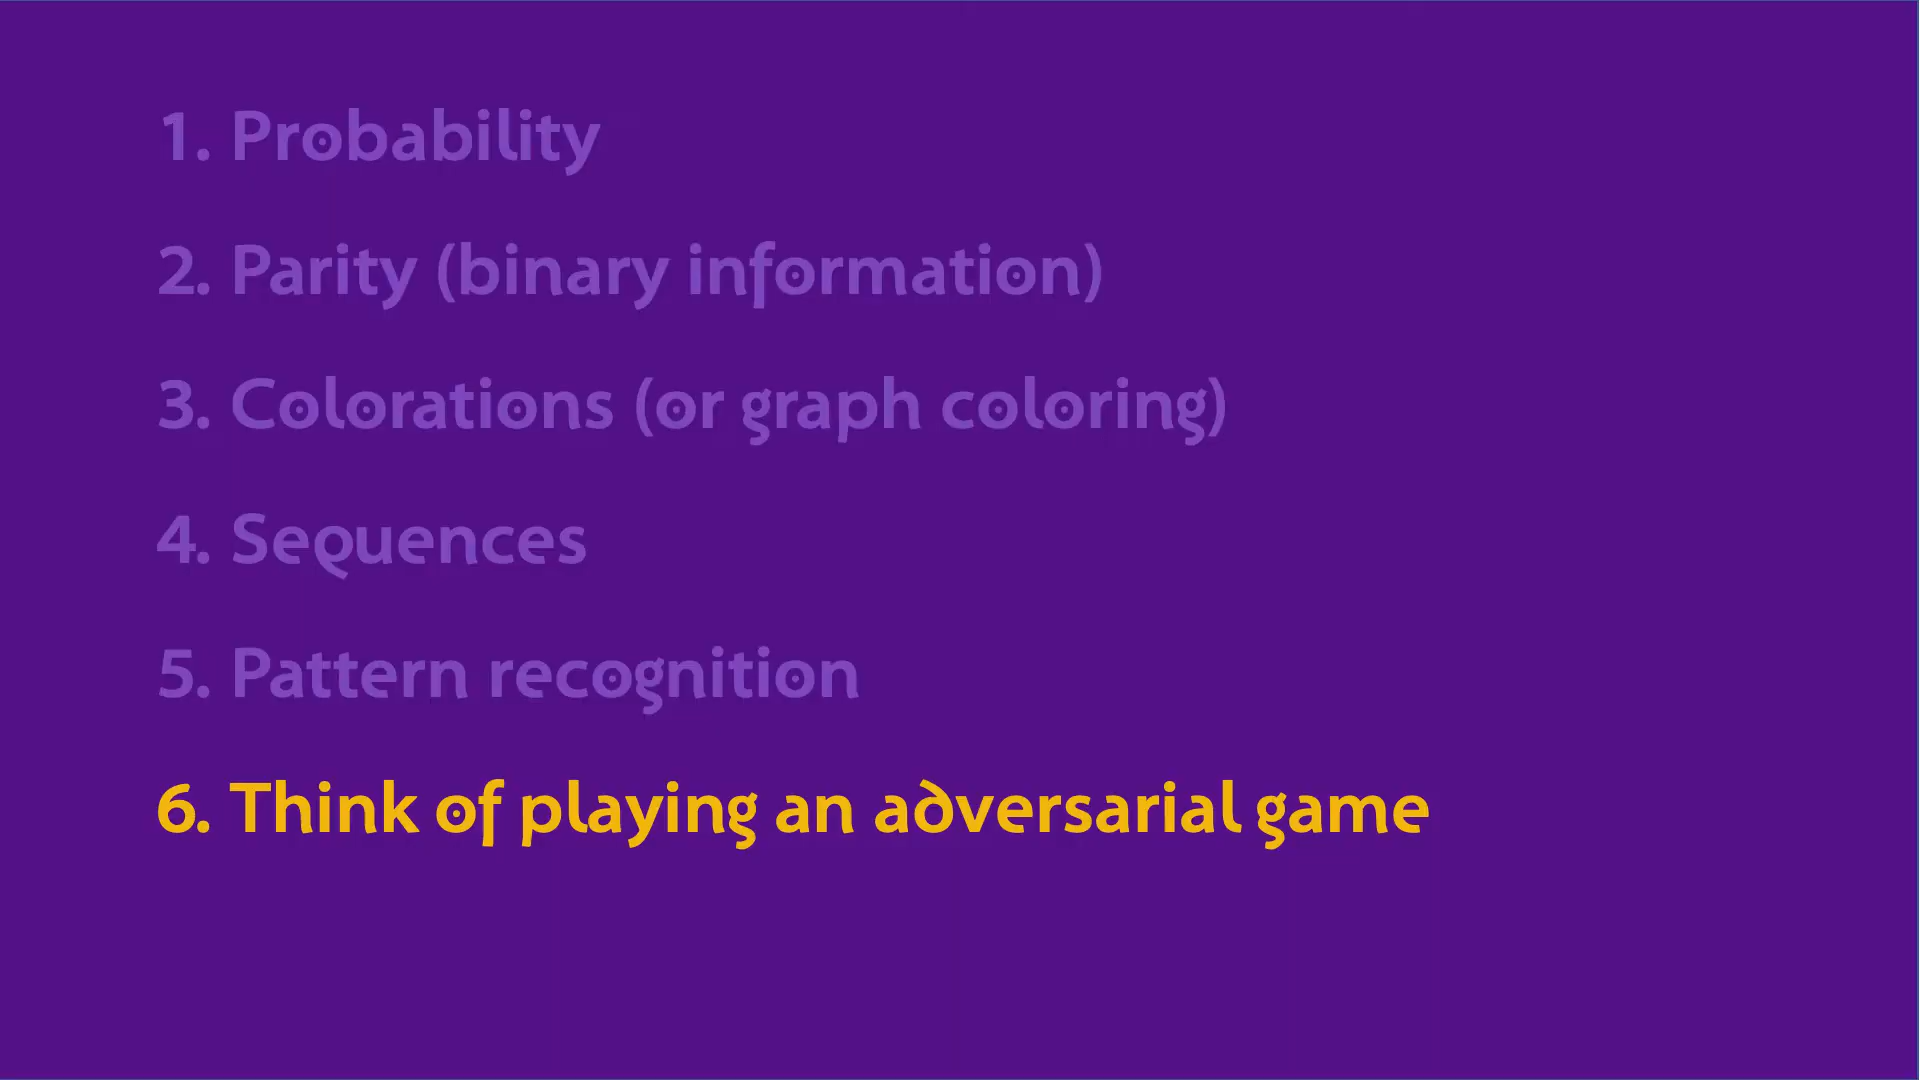 1. Probability
2. Parity (binary information)
3. Colorations (or graph coloring)
4. Sequences
5. Pattern recognition
6. Think of playing an adversarial game